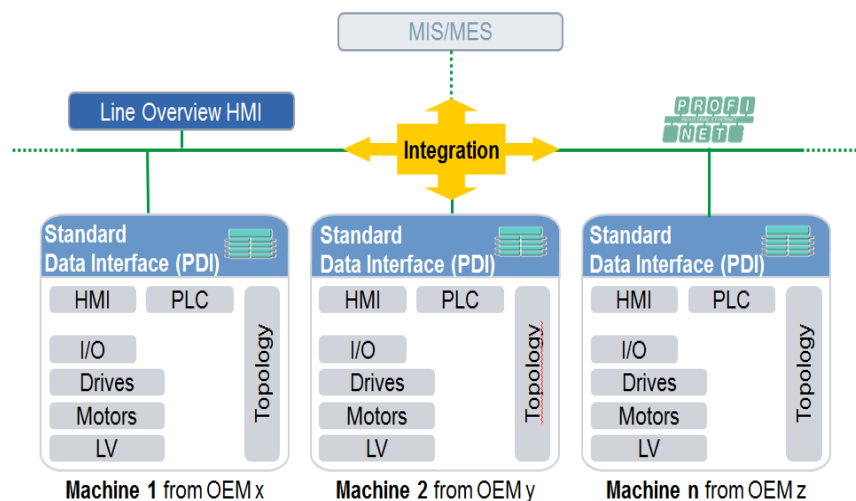 MIS/MES
Line Overview HMI
Integration
PROFI
INDUSTRIAL ETHERNET
NET
Standard
Data Interface (PDI)
HMI
PLC
I/O
Drives
Motors
LV
Topology
Machine 1 from OEM x
Standard
Data Interface (PDI)
HMI
PLC
I/O
Drives
Motors
LV
Topology
Machine 2 from OEM y
Standard
Data Interface (PDI)
HMI
PLC
I/O
Drives
Motors
LV
Topology
Machine n from OEM z